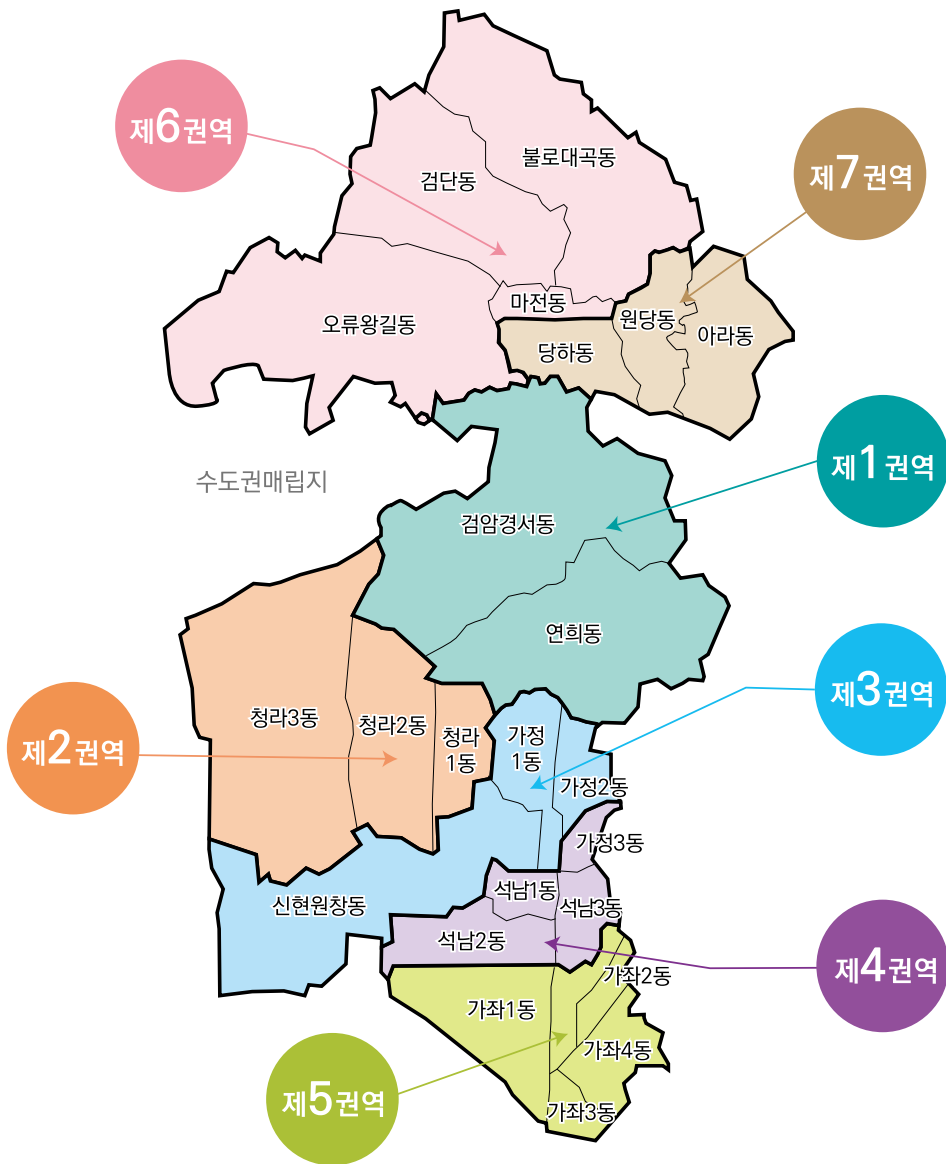 제6권역
불로대곡동
검단동
제7권역
마전동
원당동
오류왕길동
아라동
당하동
제1권역
수도권매립지
검암경서동
연희동
제3권역
청라3동
청라2동
청라
1동
가정
1동
제2권역
가정2동
가정3동
석남1동
신현원창동
석남3동
석남2동
제4권역
가좌2동
가좌1동
가좌4동
제5권역
가좌3동